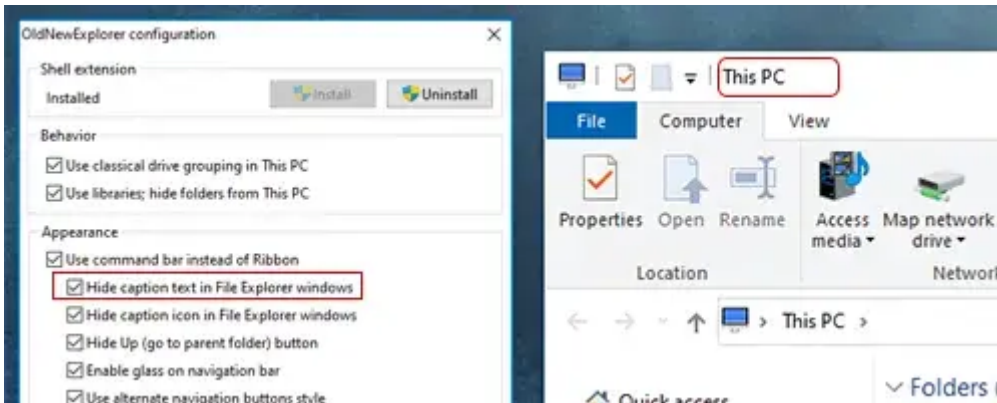 OldNewExplorer configuration
Shell extension
Installed
Install
Uninstall
Behavior
Use classical drive grouping in This PC
Use libraries; hide folders from This PC
Appearance
Use command bar instead of Ribbon
Hide caption text in File Explorer windows
Hide caption icon in File Explorer windows
Hide Up (go to parent folder) button
Enable glass on navigation bar
Use alternate navigation buttons style
This PC
File Computer View
Properties Open Rename Access media Map network drive
Location Network
This PC
Quick access
Folders (